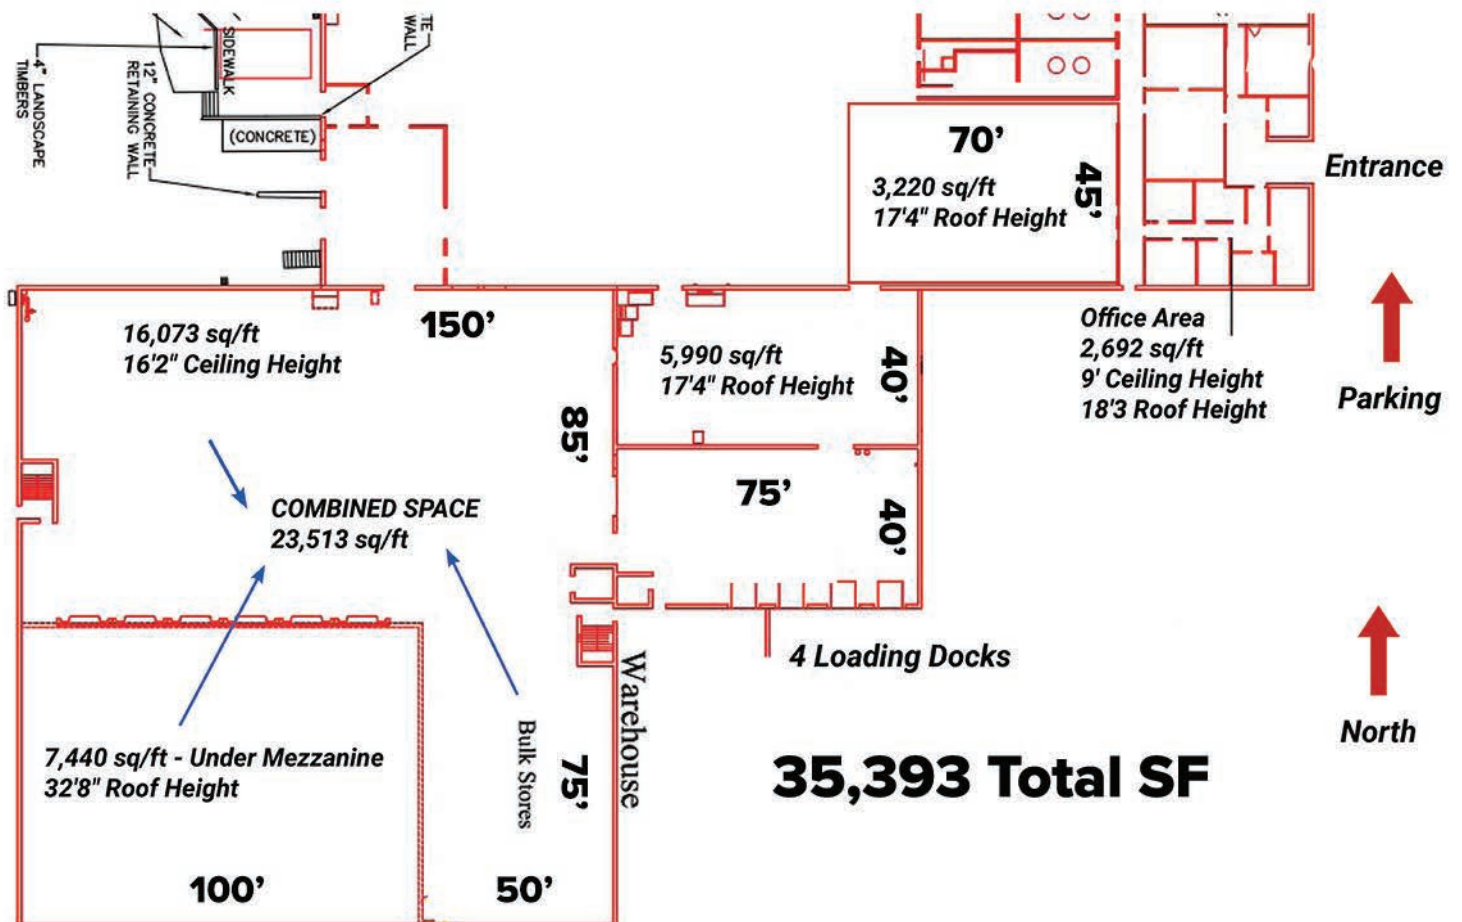 SIDEWALK
TE
WALL
4" LANDSCAPE
TIMBERS
12" CONCRETE
RETAINING WALL
(CONCRETE)
70'
3,220 sq/ft
17'4" Roof Height
45'
Entrance
150'
16,073 sq/ft
16'2" Ceiling Height
5,990 sq/ft
17'4" Roof Height
40'
Office Area
2,692 sq/ft
9' Ceiling Height
18'3 Roof Height
Parking
85'
COMBINED SPACE
23,513 sq/ft
75'
40'
4 Loading Docks
Warehouse
Bulk Stores
75'
North
7,440 sq/ft - Under Mezzanine
32'8" Roof Height
35,393 Total SF
100'
50'